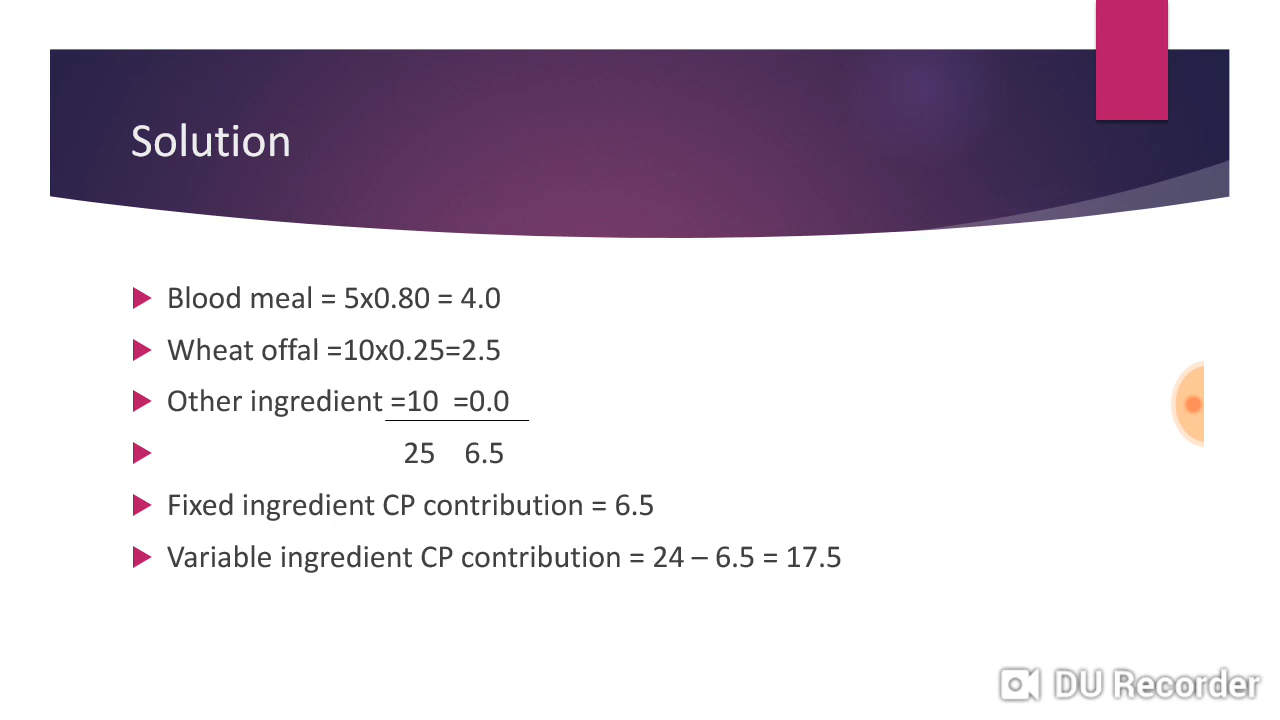 Solution
Blood meal = 5x0.80 = 4.0
Wheat offal =10x0.25=2.5
Other ingredient =10 =0.0
25 6.5
Fixed ingredient CP contribution = 6.5
Variable ingredient CP contribution = 24 – 6.5 = 17.5
DU Recorder